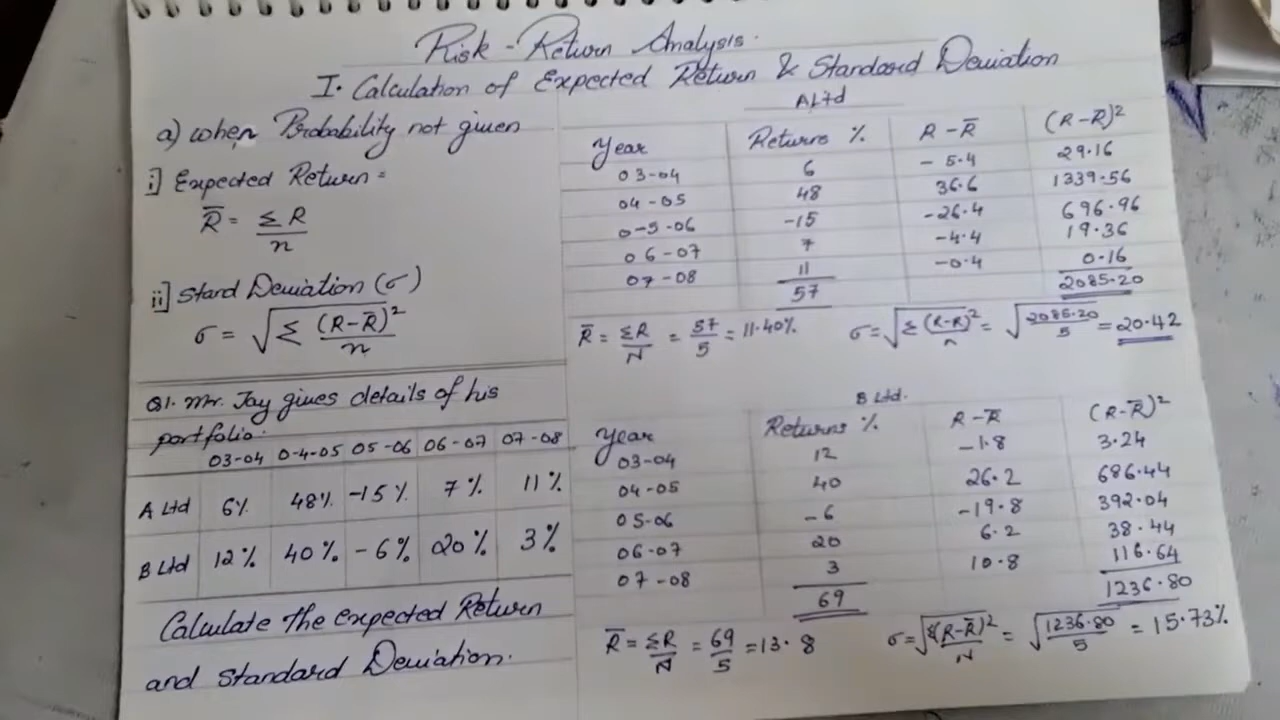 Risk - Return Analysis.
I. Calculation of Expected Return & Standard Deviation
a) when Probability not given
i] Expected Return =
R̅ = ΣR / n
ii] Stard Deviation (σ)
σ = √Σ (R-R̅)² / n
Q1. Mr. Jay gives details of his
portfolio.
03-04 0-4-05 05-06 06-07 07-08
A Ltd 6% 48% -15% 7% 11%
B Ltd 12% 40% -6% 20% 3%
Calculate the expected Return
and Standard Deviation.
A Ltd
Year Returns % R-R̅ (R-R̅)²
03-04 6 -5.4 29.16
04-05 48 36.6 1339.56
0-5-06 -15 -26.4 696.96
06-07 7 -4.4 19.36
07-08 11 -0.4 0.16
57 2085.20
R̅ = ΣR / N = 57 / 5 = 11.40% σ = √Σ (R-R)² / n = √2085.20 / 5 = 20.42
B Ltd.
Year Returns % R-R̅ (R-R̅)²
03-04 12 -1.8 3.24
04-05 40 26.2 686.44
05-06 -6 -19.8 392.04
06-07 20 6.2 38.44
07-08 3 10.8 116.64
69 1236.80
R̅ = ΣR / N = 69 / 5 = 13.8 σ = √Σ(R-R̅)² / N = √1236.80 / 5 = 15.73%